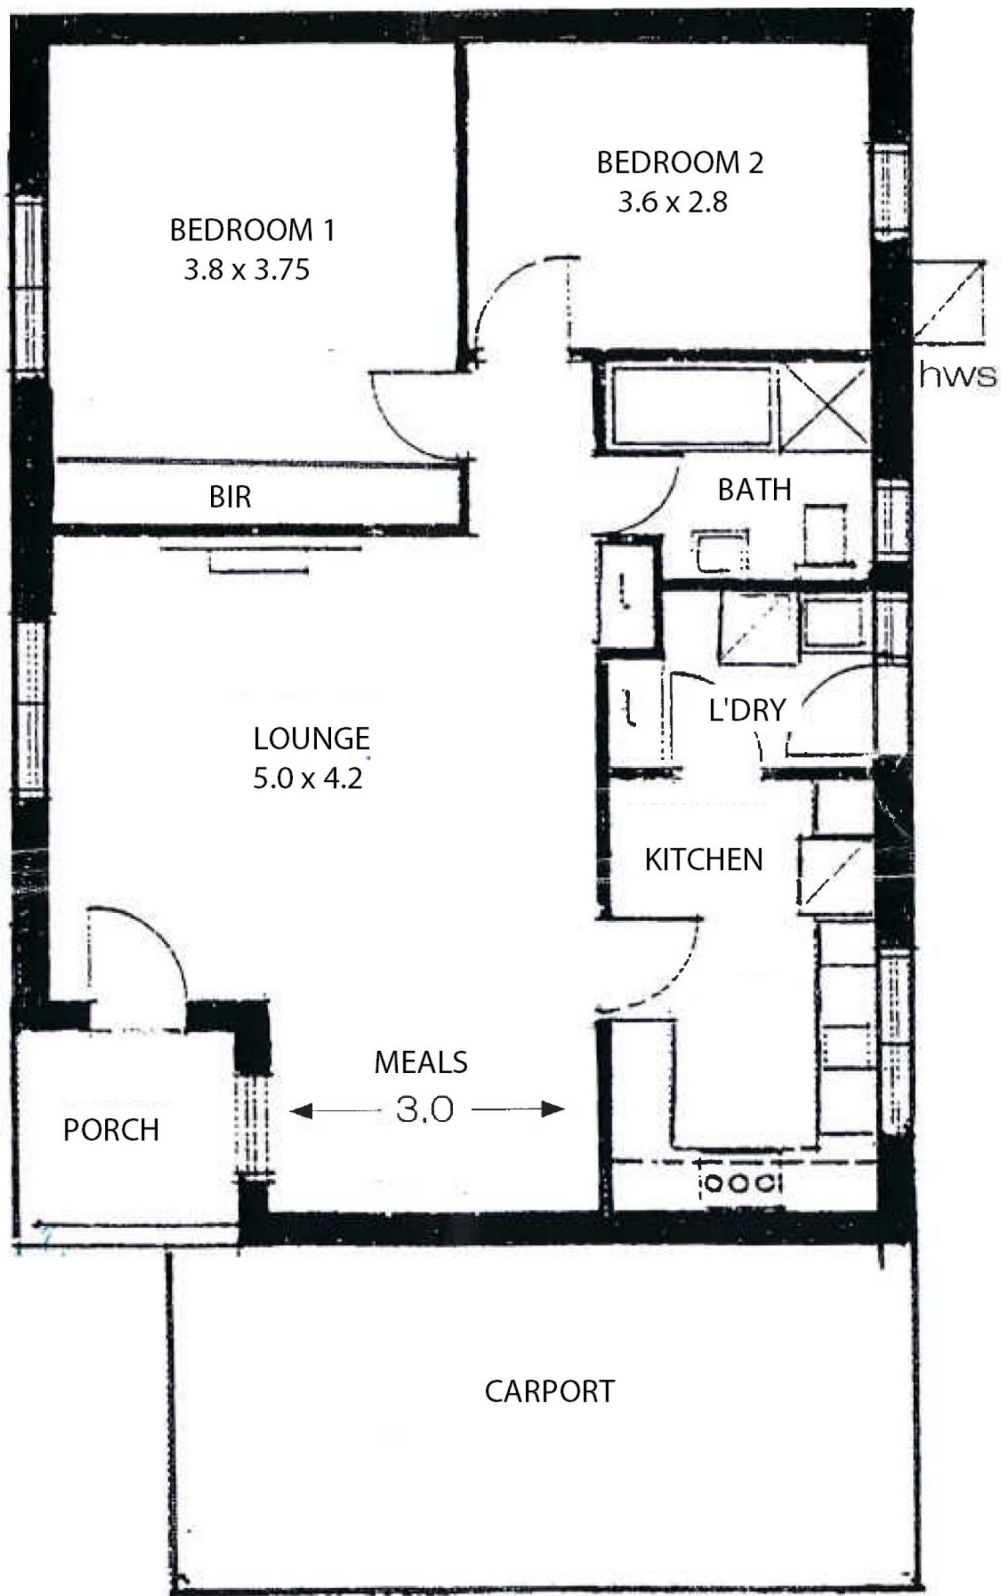 BEDROOM 2
3.6 x 2.8
BEDROOM 1
3.8 x 3.75
hws
BIR
BATH
L'DRY
LOUNGE
5.0 x 4.2
KITCHEN
MEALS
3.0
PORCH
CARPORT